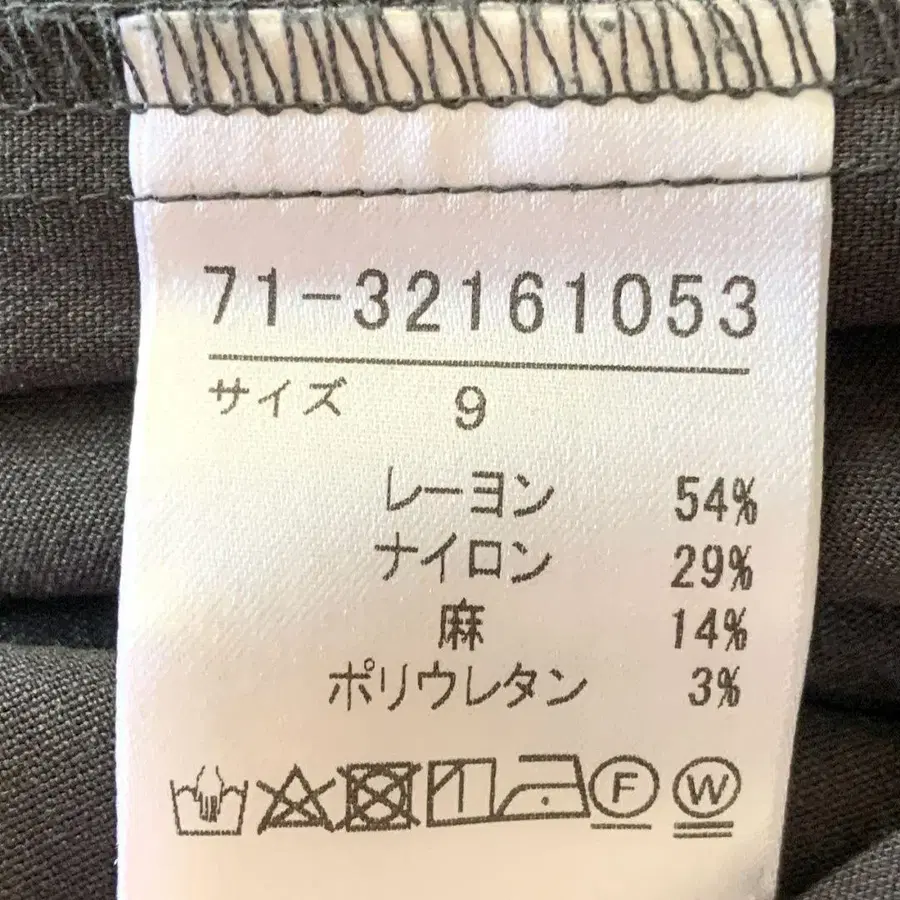 71-32161053
サイズ 9
レーヨン 54%
ナイロン 29%
麻 14%
ポリウレタン 3%
F W